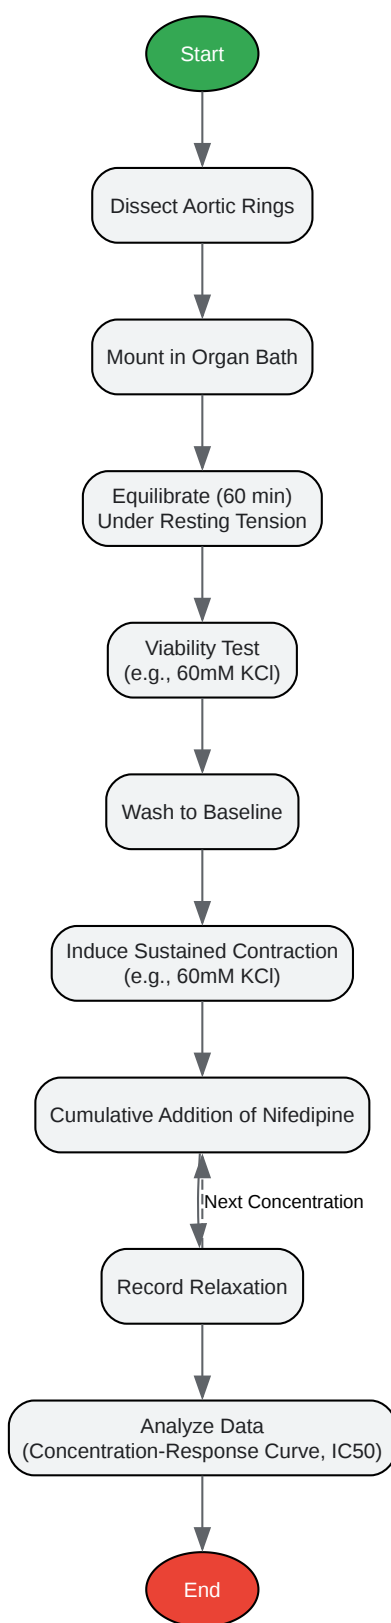 Start
Dissect Aortic Rings
Mount in Organ Bath
Equilibrate (60 min)
Under Resting Tension
Viability Test
(e.g., 60mM KCl)
Wash to Baseline
Induce Sustained Contraction
(e.g., 60mM KCl)
Cumulative Addition of Nifedipine
Next Concentration
Record Relaxation
Analyze Data
(Concentration-Response Curve, IC50)
End